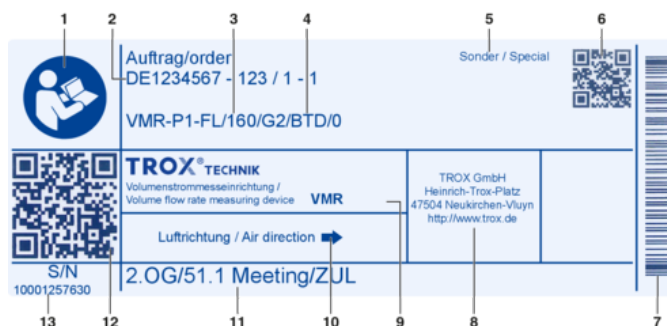 1 2 3 4 5 6
Auftrag/order
Sonder / Special
DE1234567 - 123 / 1 - 1
VMR-P1-FL/160/G2/BTD/0
TROX® TECHNIK
Volumenstrommesseinrichtung /
Volume flow rate measuring device VMR
TROX GmbH
Heinrich-Trox-Platz
47504 Neukirchen-Vluyn
http://www.trox.de
Luftrichtung / Air direction ➡
S/N
10001257630
2.OG/51.1 Meeting/ZUL
13 12 11 10 9 8 7